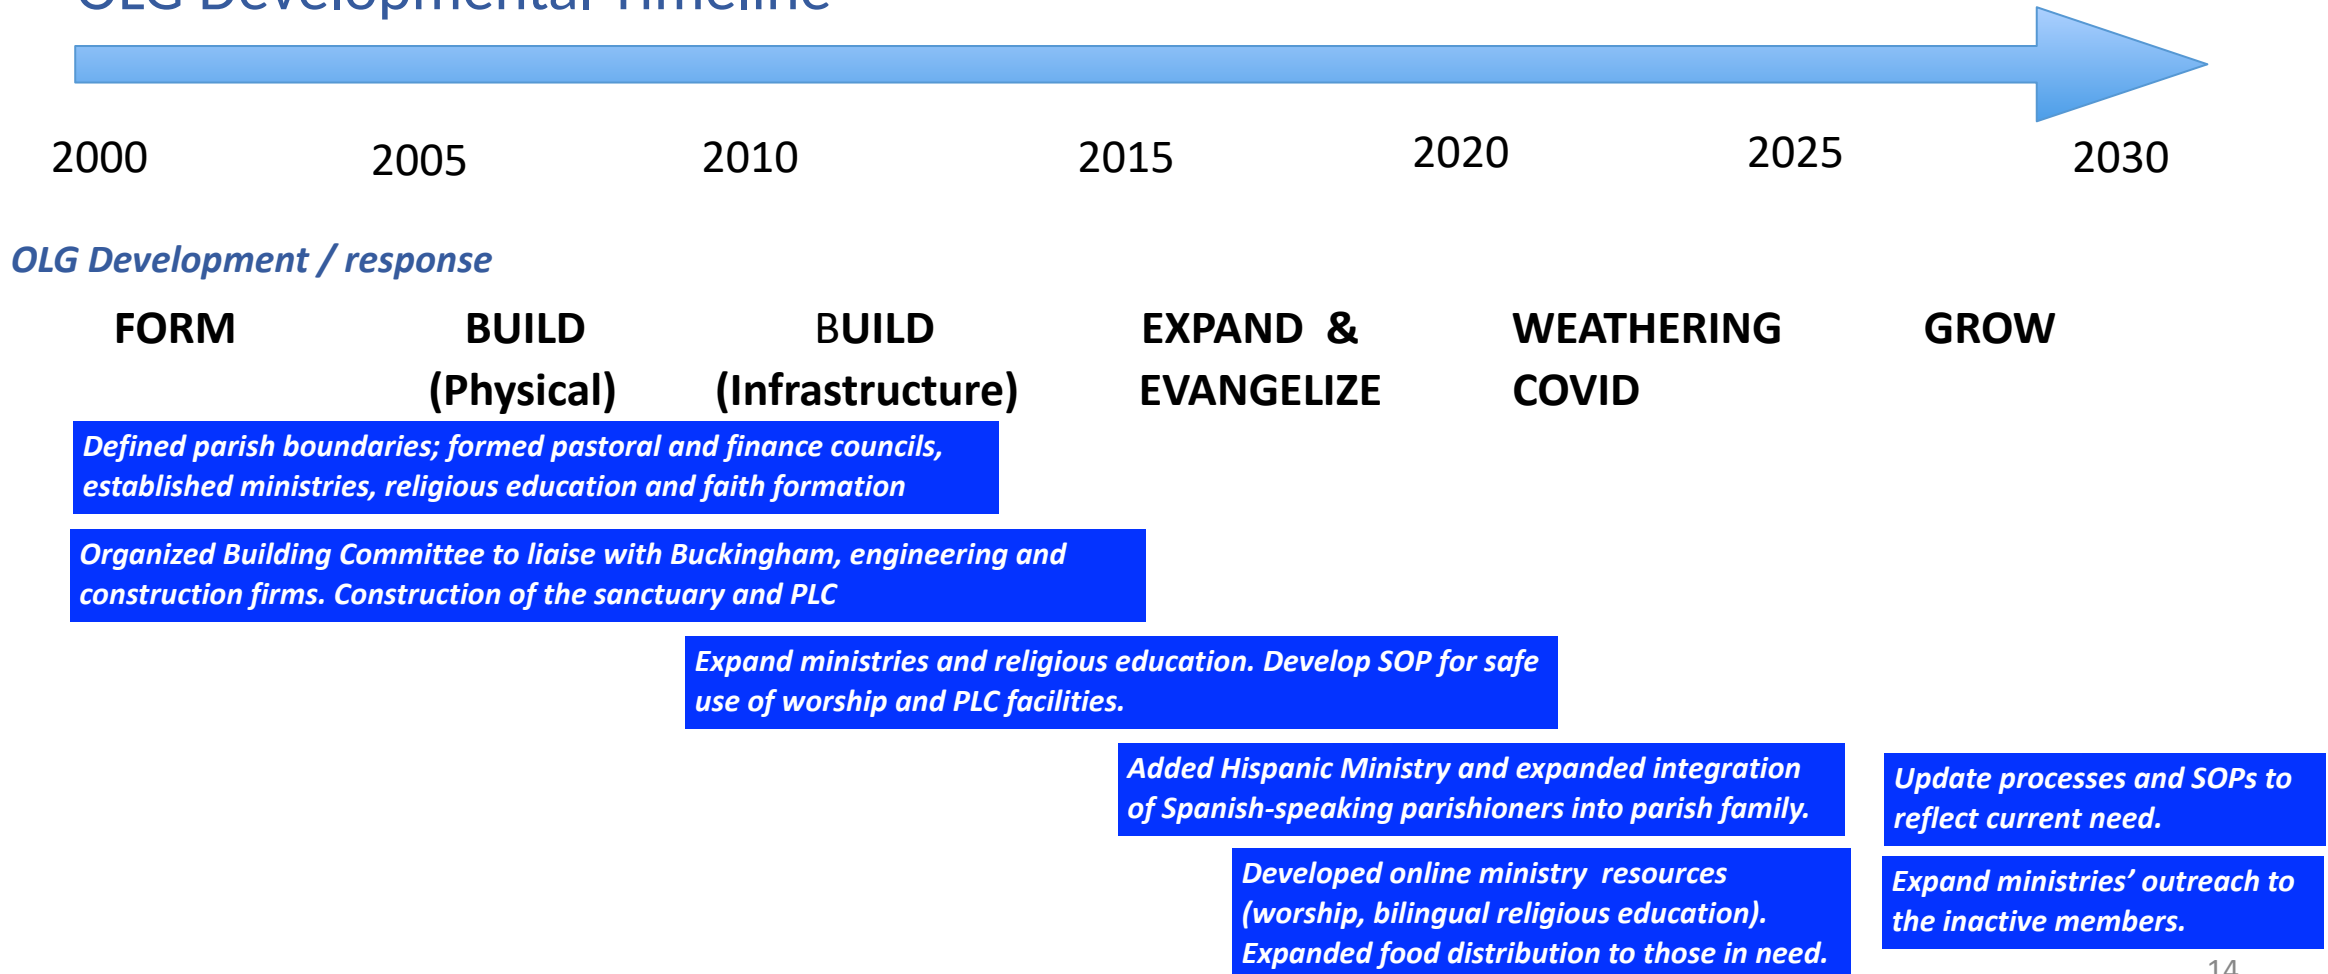 OLG Developmental Timeline
2000 2005 2010 2015 2020 2025 2030
OLG Development / response
FORM BUILD BUILD EXPAND & WEATHERING GROW
(Physical) (Infrastructure) EVANGELIZE COVID
Defined parish boundaries; formed pastoral and finance councils,
established ministries, religious education and faith formation
Organized Building Committee to liaise with Buckingham, engineering and
construction firms. Construction of the sanctuary and PLC
Expand ministries and religious education. Develop SOP for safe
use of worship and PLC facilities.
Added Hispanic Ministry and expanded integration
of Spanish-speaking parishioners into parish family.
Update processes and SOPs to
reflect current need.
Developed online ministry resources
(worship, bilingual religious education).
Expanded food distribution to those in need.
Expand ministries’ outreach to
the inactive members.
14